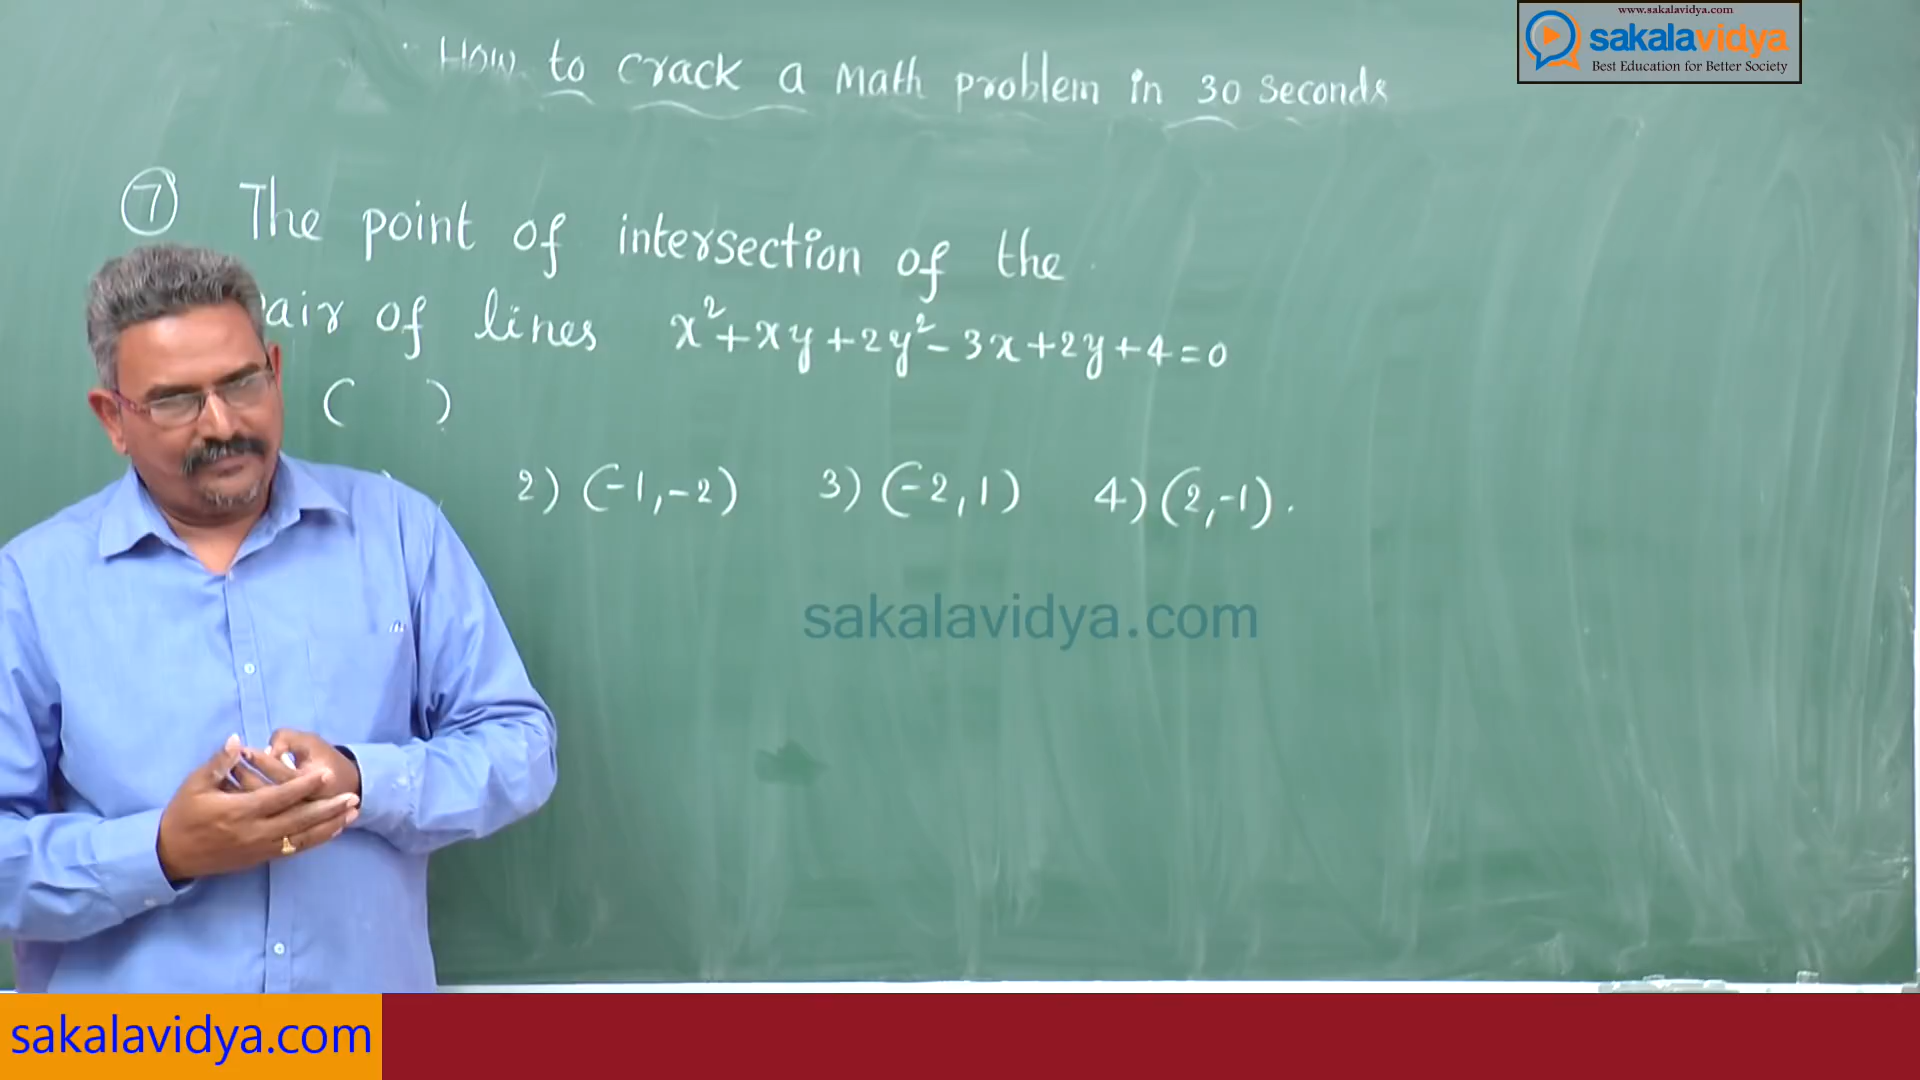 www.sakalavidya.com
sakalavidya
Best Education for Better Society
How to crack a math problem in 30 seconds
7 The point of intersection of the
air of lines x²+xy+2y²-3x+2y+4=0
( )
2) (-1,-2) 3) (-2,1) 4) (2,-1).
sakalavidya.com
sakalavidya.com